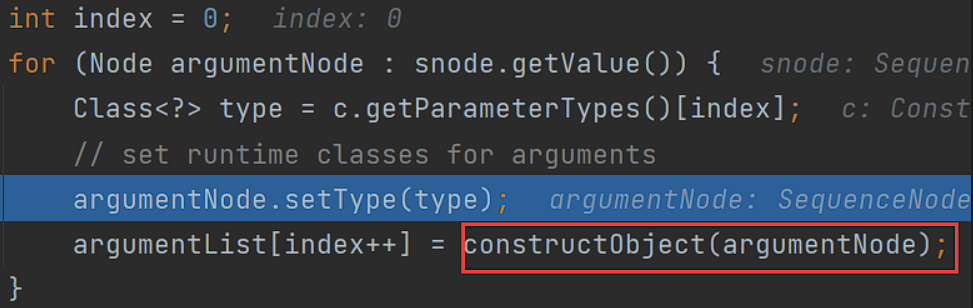 int index = 0;  index: 0
for (Node argumentNode : snode.getValue()) {  snode: Sequen
Class<?> type = c.getParameterTypes()[index];  c: Const
// set runtime classes for arguments
argumentNode.setType(type);  argumentNode: SequenceNode
argumentList[index++] = constructObject(argumentNode);
}